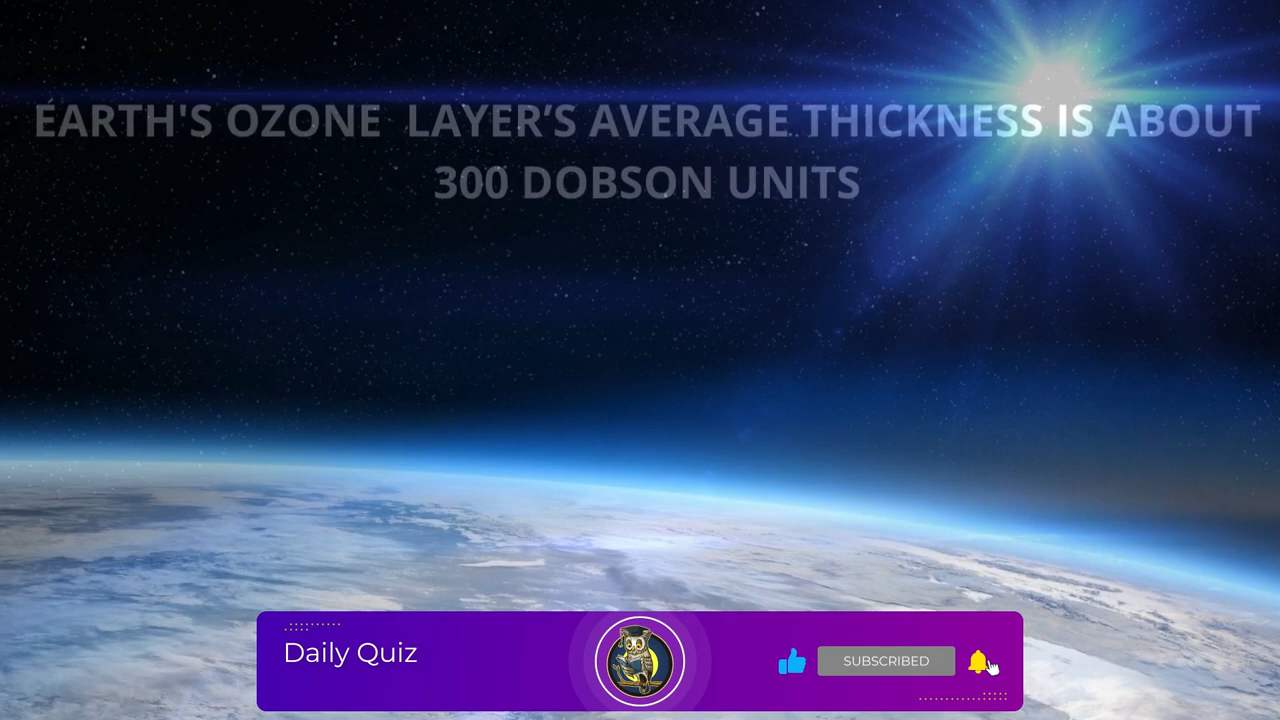 EARTH'S OZONE LAYER’S AVERAGE THICKNESS IS ABOUT
300 DOBSON UNITS
Daily Quiz
SUBSCRIBED